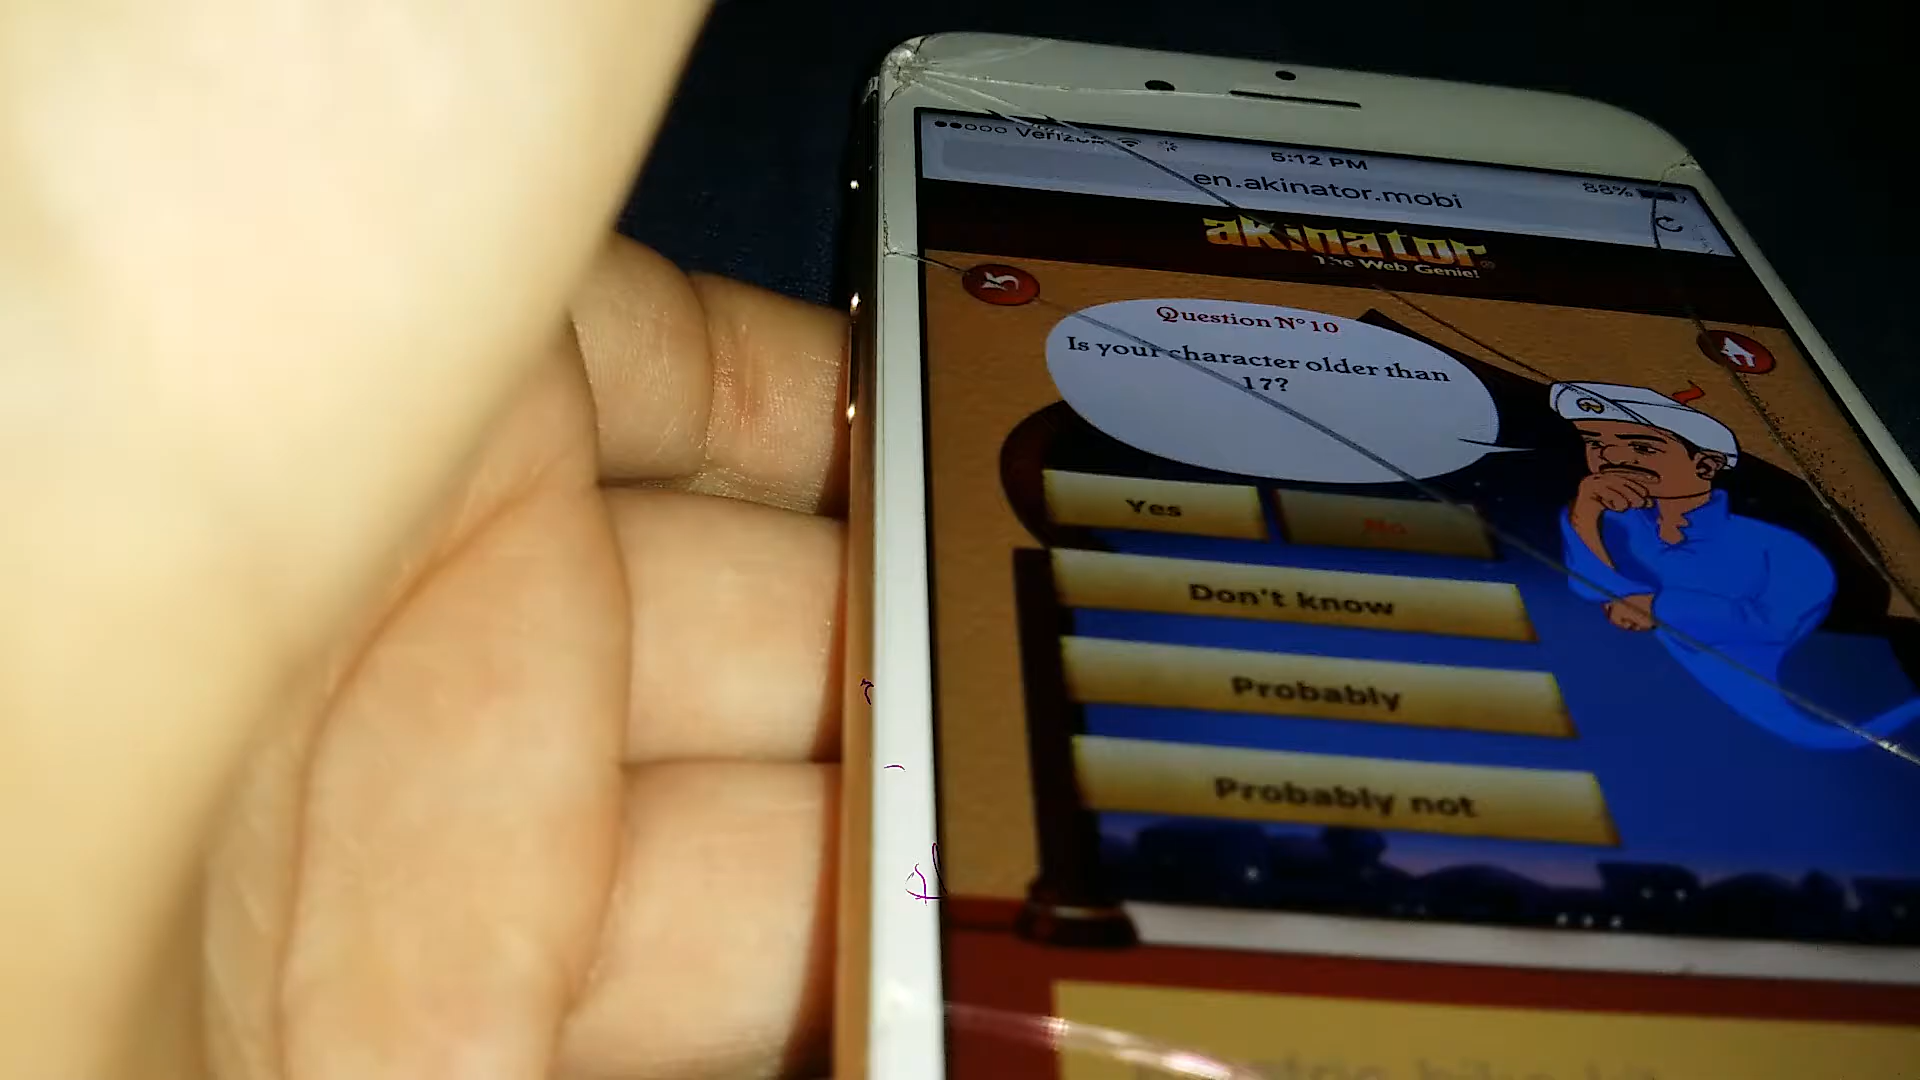 Verizon
5:12 PM
88%
en.akinator.mobi
akinator®
The Web Genie!
Question N°10
Is your character older than
17?
Yes
No
Don't know
Probably
Probably not